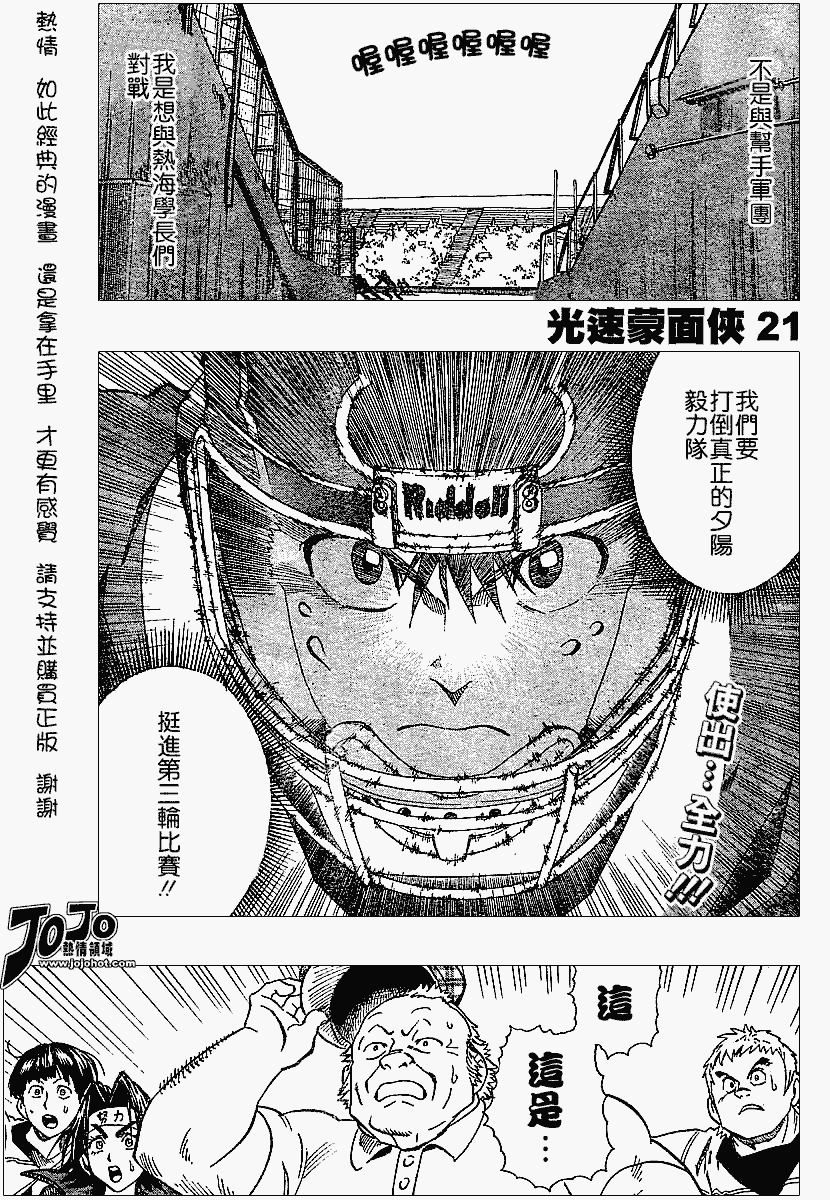 不是與幫手軍團
喔喔喔喔喔喔
我是想與熱海學長們
對戰
光速蒙面俠 21
我們要
打倒真正的夕陽
毅力隊
Riddell
使出…全力!!!
挺進第三輪比賽!!
這
這是…
努力
熱情 如此經典的漫畫 還是拿在手里 才更有感覺 請支持並購買正版 謝謝
JOJO
熱情領域
www.jojohot.com